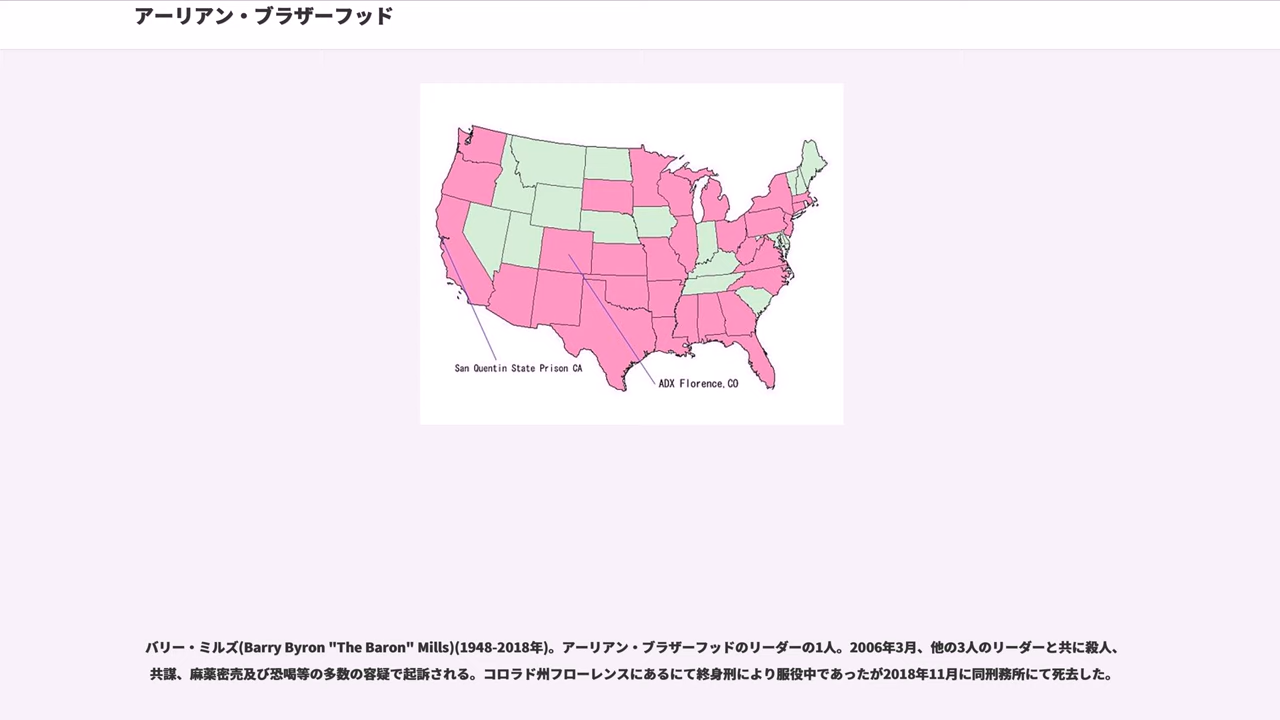 アーリアン・ブラザーフッド
San Quentin State Prison CA
ADX Florence.CO
バリー・ミルズ(Barry Byron "The Baron" Mills)(1948-2018年)。アーリアン・ブラザーフッドのリーダーの1人。2006年3月、他の3人のリーダーと共に殺人、
共謀、麻薬密売及び恐喝等の多数の容疑で起訴される。コロラド州フローレンスにあるにて終身刑により服役中であったが2018年11月に同刑務所にて死去した。